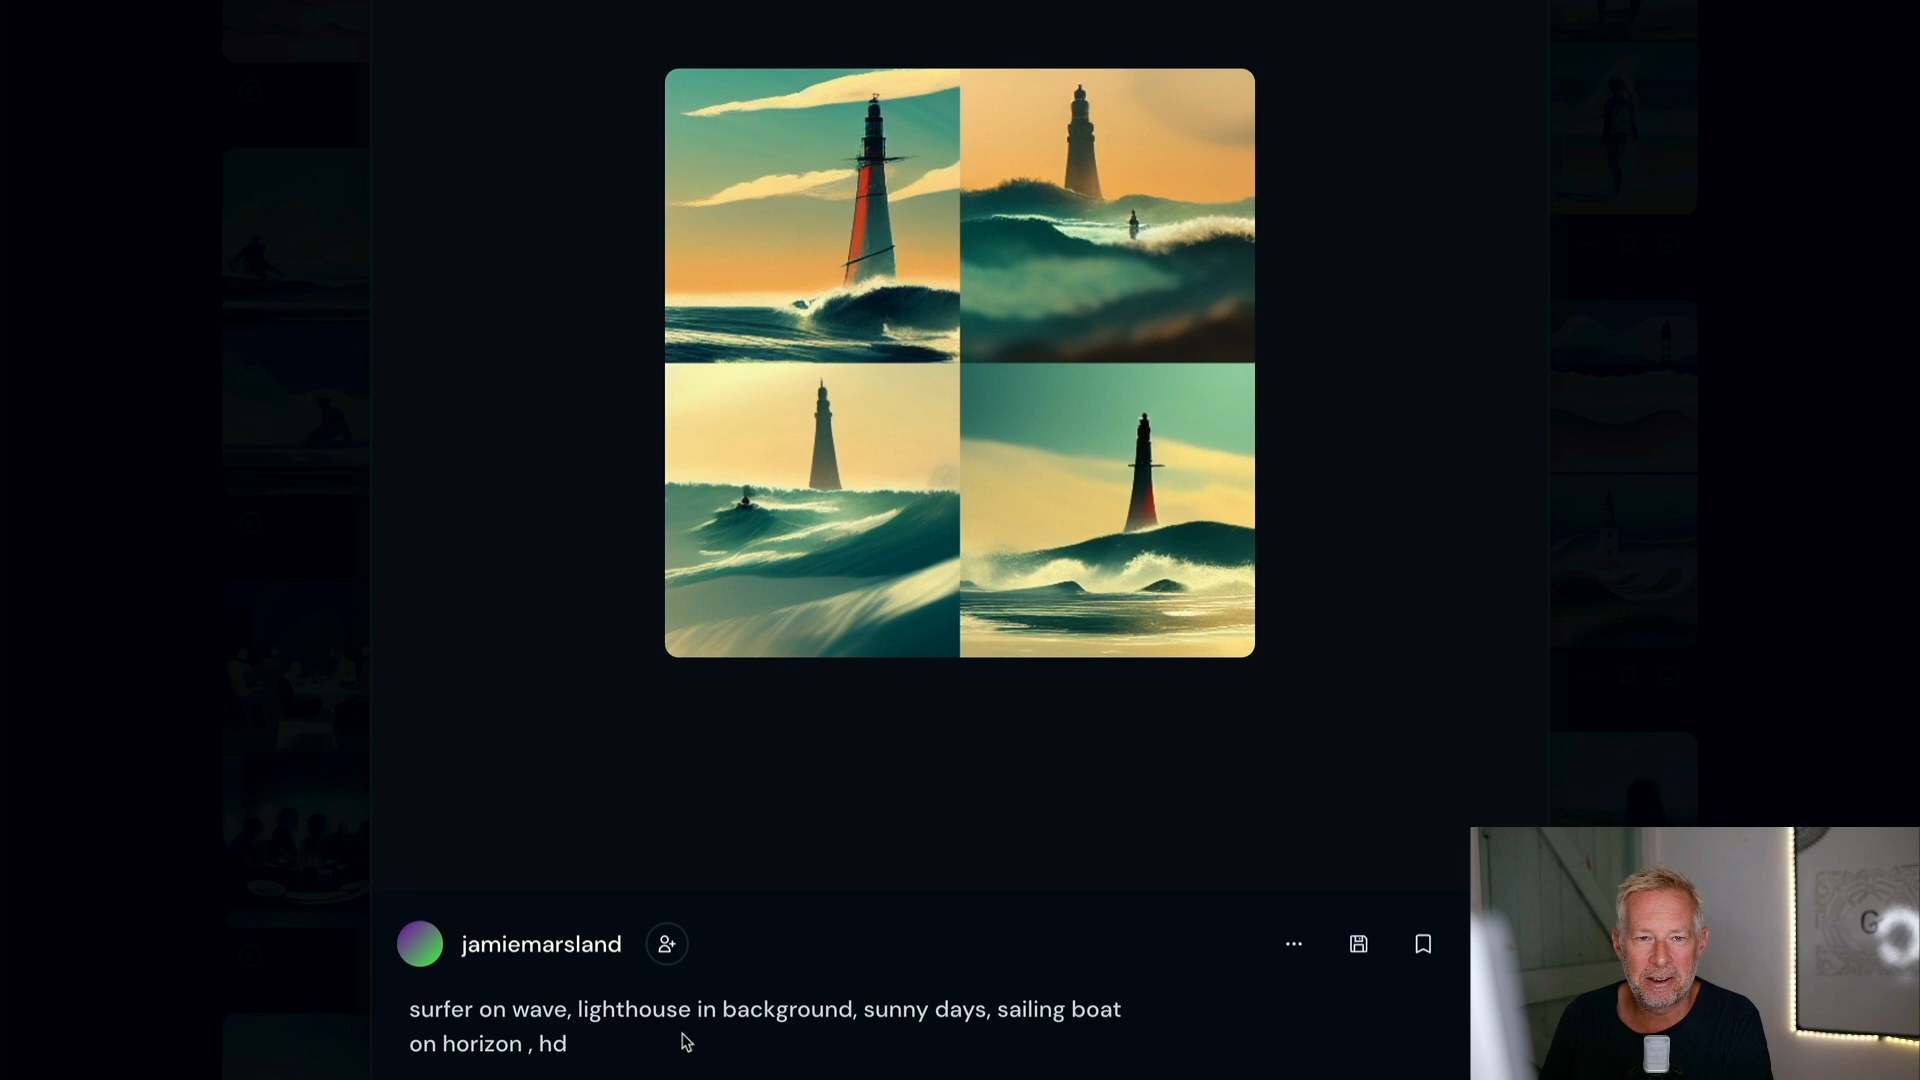 jamiemarsland
surfer on wave, lighthouse in background, sunny days, sailing boat
on horizon , hd
G